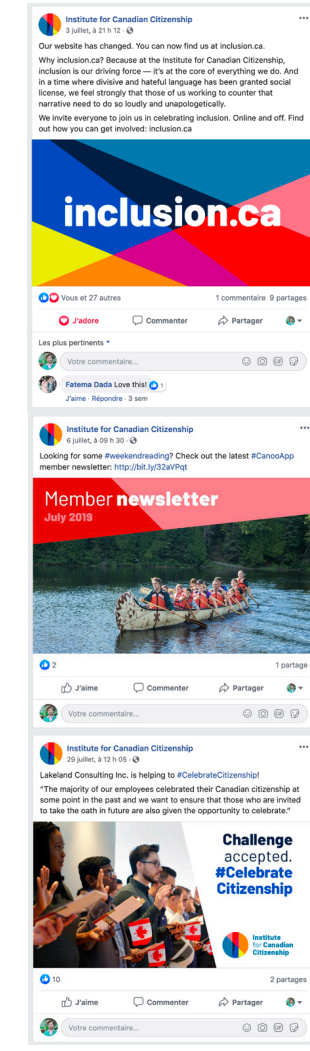 Institute for Canadian Citizenship
3 juillet, à 21 h 12 ·
Our website has changed. You can now find us at inclusion.ca.
Why inclusion.ca? Because at the Institute for Canadian Citizenship,
inclusion is our driving force — it's at the core of everything we do. And
in a time where divisive and hateful language has been granted social
license, we feel strongly that those of us working to counter that
narrative need to do so loudly and unapologetically.
We invite everyone to join us in celebrating inclusion. Online and off. Find
out how you can get involved: inclusion.ca
inclusion.ca
Vous et 27 autres 1 commentaire 9 partages
J'adore Commenter Partager
Les plus pertinents
Votre commentaire... GIF
Fatema Dada Love this! 1
J'aime · Répondre · 3 sem
Institute for Canadian Citizenship
6 juillet, à 09 h 30 ·
Looking for some #weekendreading? Check out the latest #CanooApp
member newsletter: http://bit.ly/32aVPqt
Member newsletter
July 2019
2 1 partage
J'aime Commenter Partager
Votre commentaire... GIF
Institute for Canadian Citizenship
29 juillet, à 12 h 05 ·
Lakeland Consulting Inc. is helping to #CelebrateCitizenship!
"The majority of our employees celebrated their Canadian citizenship at
some point in the past and we want to ensure that those who are invited
to take the oath in future are also given the opportunity to celebrate."
Challenge
accepted.
#Celebrate
Citizenship
Institute
for Canadian
Citizenship
10 2 partages
J'aime Commenter Partager
Votre commentaire... GIF